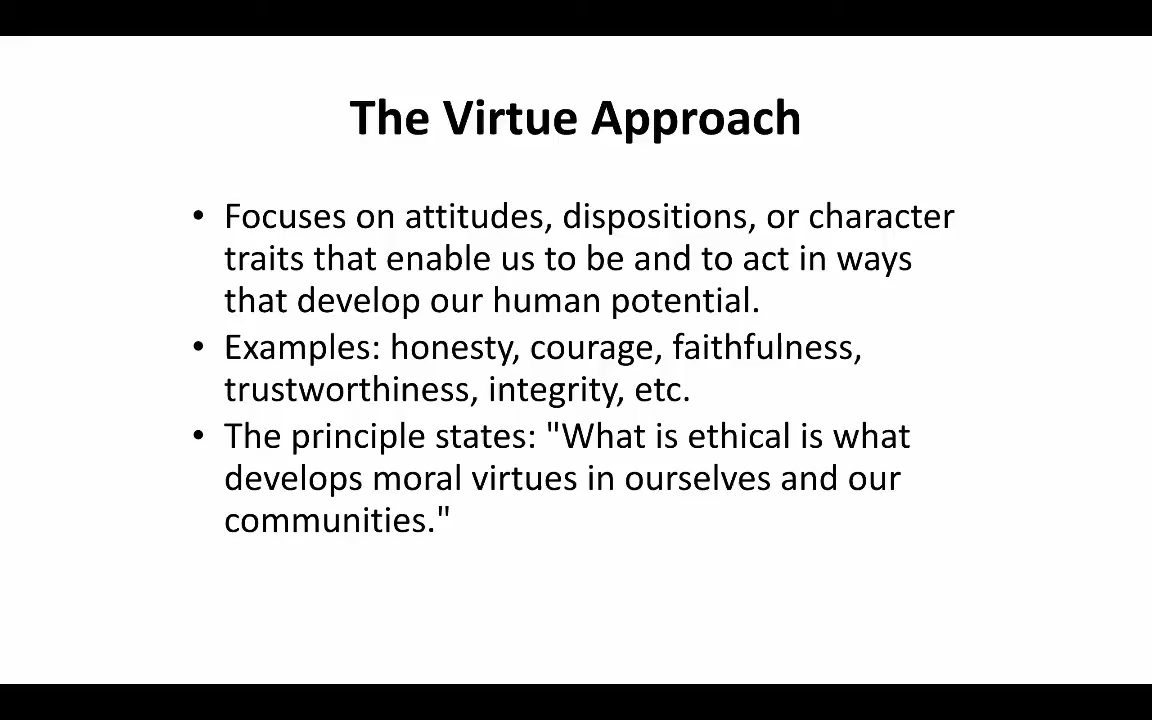 The Virtue Approach
• Focuses on attitudes, dispositions, or character
traits that enable us to be and to act in ways
that develop our human potential.
• Examples: honesty, courage, faithfulness,
trustworthiness, integrity, etc.
• The principle states: "What is ethical is what
develops moral virtues in ourselves and our
communities."